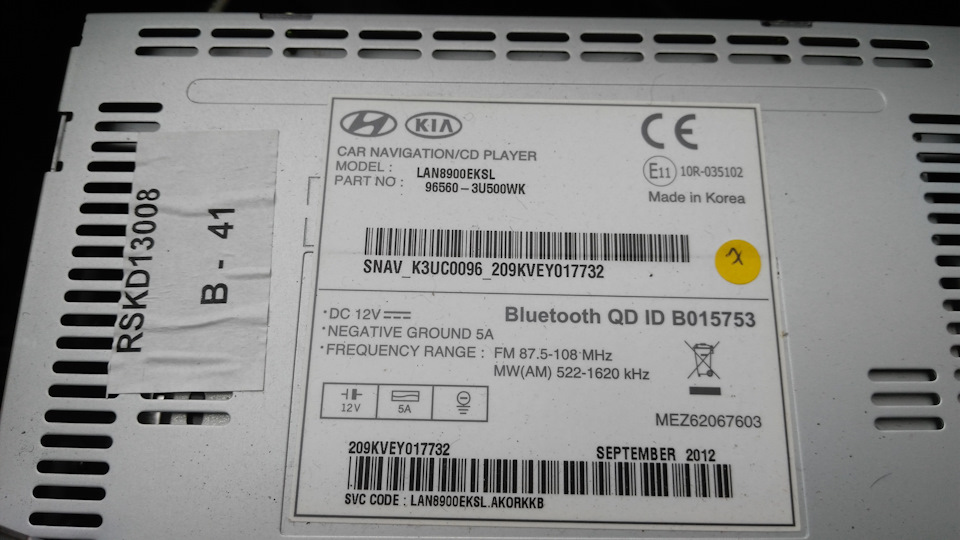 RSKD13008
B - 41
KIA
CE
CAR NAVIGATION/CD PLAYER
MODEL : LAN8900EKSL
PART NO : 96560-3U500WK
E11 10R-035102
Made in Korea
SNAV_K3UC0096_209KVEY017732
• DC 12V
• NEGATIVE GROUND 5A
• FREQUENCY RANGE : FM 87.5-108 MHz
MW(AM) 522-1620 kHz
Bluetooth QD ID B015753
12V 5A
MEZ62067603
209KVEY017732
SEPTEMBER 2012
SVC CODE : LAN8900EKSL.AKORKKB